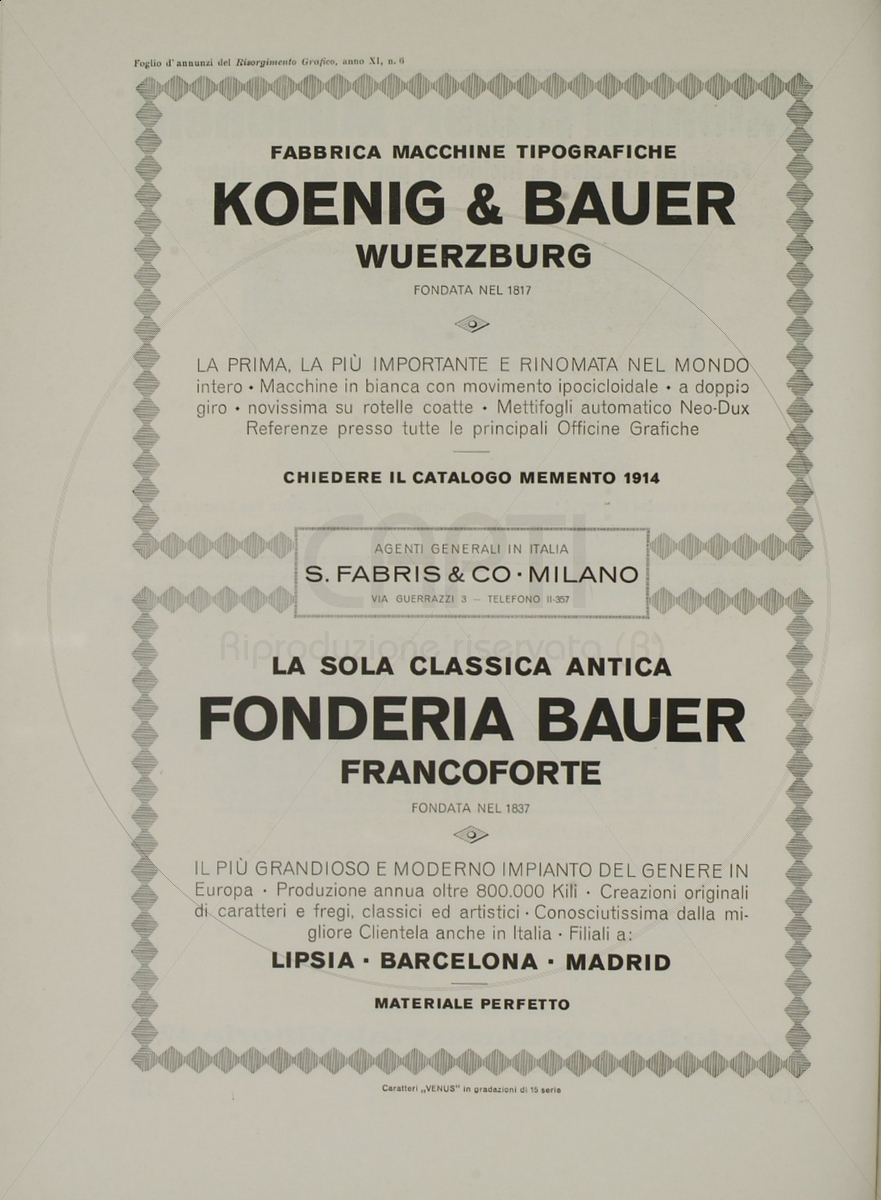 Foglio d'annunzi del Risorgimento Grafico, anno XI, n. 6
FABBRICA MACCHINE TIPOGRAFICHE
KOENIG & BAUER
WUERZBURG
FONDATA NEL 1817
LA PRIMA, LA PIÙ IMPORTANTE E RINOMATA NEL MONDO
intero • Macchine in bianca con movimento ipocicloidale • a doppio
giro • novissima su rotelle coatte • Mettifogli automatico Neo-Dux
Referenze presso tutte le principali Officine Grafiche
CHIEDERE IL CATALOGO MEMENTO 1914
AGENTI GENERALI IN ITALIA
S. FABRIS & CO · MILANO
VIA GUERRAZZI 3 — TELEFONO 11-357
CAPTI
Riproduzione riservata (R)
LA SOLA CLASSICA ANTICA
FONDERIA BAUER
FRANCOFORTE
FONDATA NEL 1837
IL PIÙ GRANDIOSO E MODERNO IMPIANTO DEL GENERE IN
Europa · Produzione annua oltre 800.000 Kili · Creazioni originali
di caratteri e fregi, classici ed artistici · Conosciutissima dalla mi-
gliore Clientela anche in Italia · Filiali a:
LIPSIA · BARCELONA · MADRID
MATERIALE PERFETTO
Caratteri „VENUS" in gradazioni di 15 serie